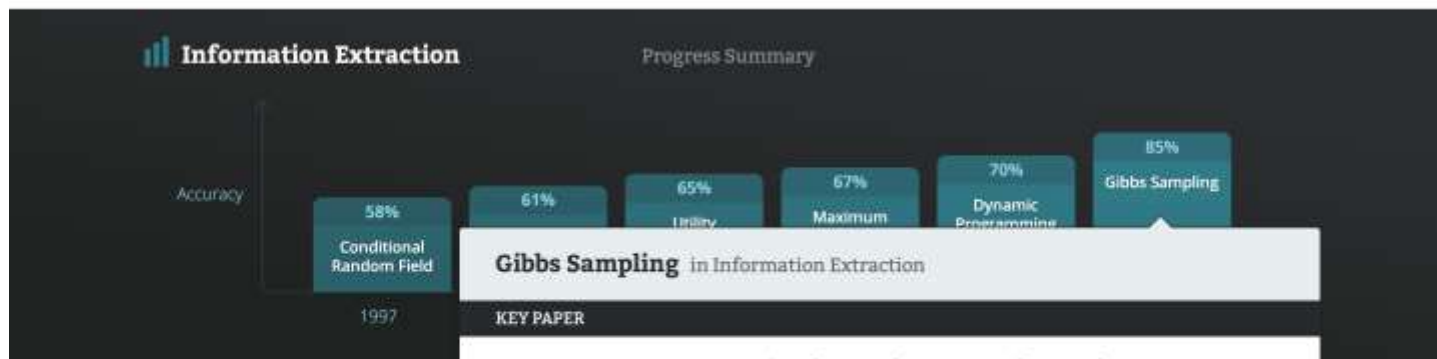 Information Extraction
Progress Summary
Accuracy
58%
Conditional
Random Field
1997
61%
65%
Utility
67%
Maximum
70%
Dynamic
Programming
85%
Gibbs Sampling
Gibbs Sampling in Information Extraction
KEY PAPER